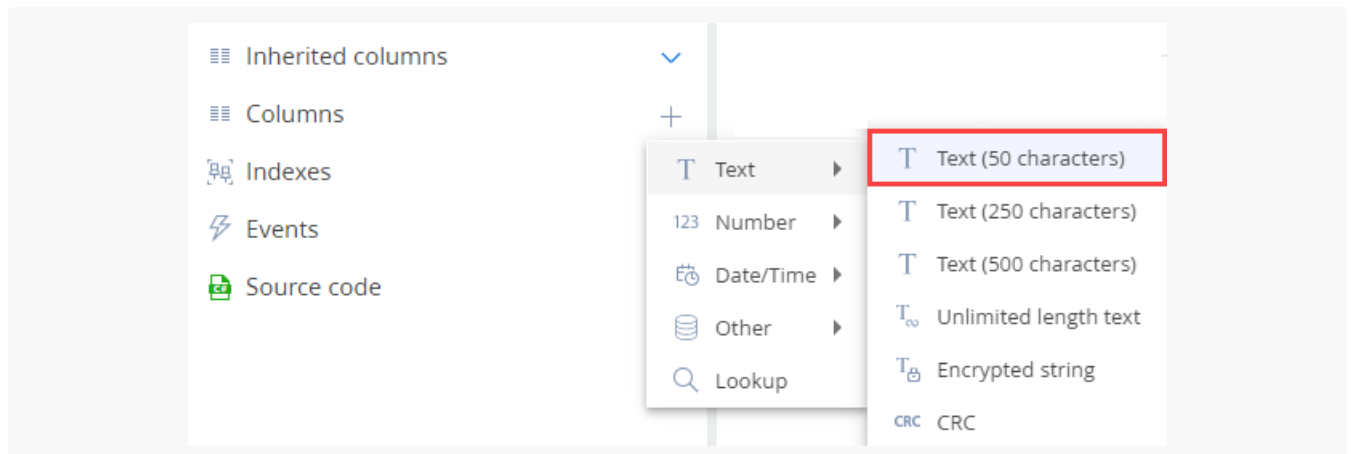 Inherited columns
Columns
Indexes
Events
Source code
Text
123 Number
Date/Time
Other
Lookup
T Text (50 characters)
T Text (250 characters)
T Text (500 characters)
Unlimited length text
Encrypted string
CRC CRC